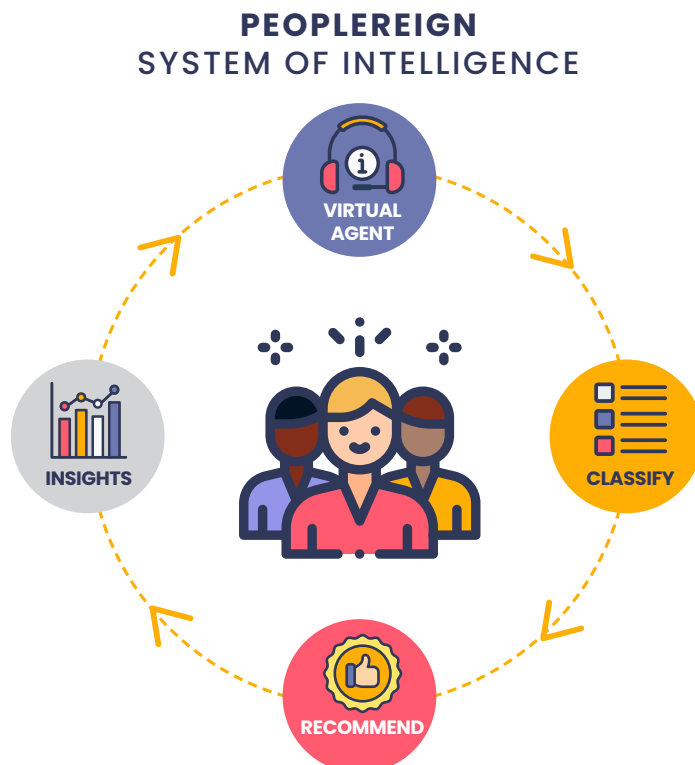 PEOPLEREIGN
SYSTEM OF INTELLIGENCE
VIRTUAL
AGENT
INSIGHTS
CLASSIFY
RECOMMEND